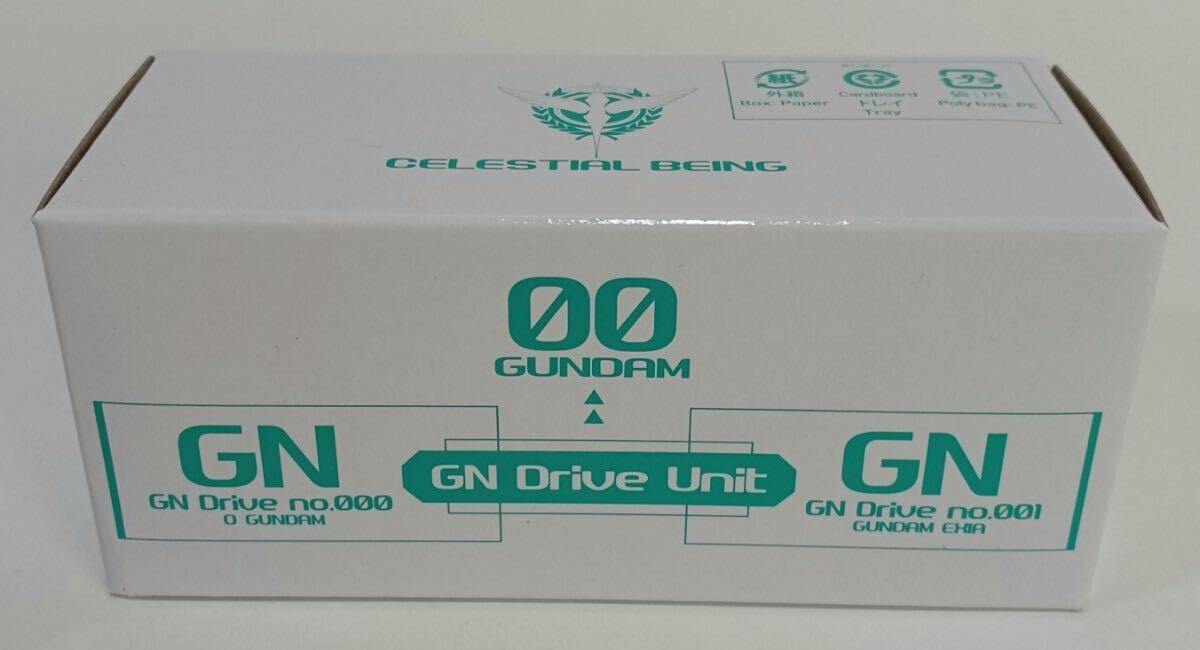 紙
外箱
Box: Paper
Cardboard
トレイ
Tray
プラ
袋:PE
Poly bag: PE
CELESTIAL BEING
00
GUNDAM
GN
GN Drive no.000
O GUNDAM
GN Drive Unit
GN
GN Drive no.001
GUNDAM EXIA